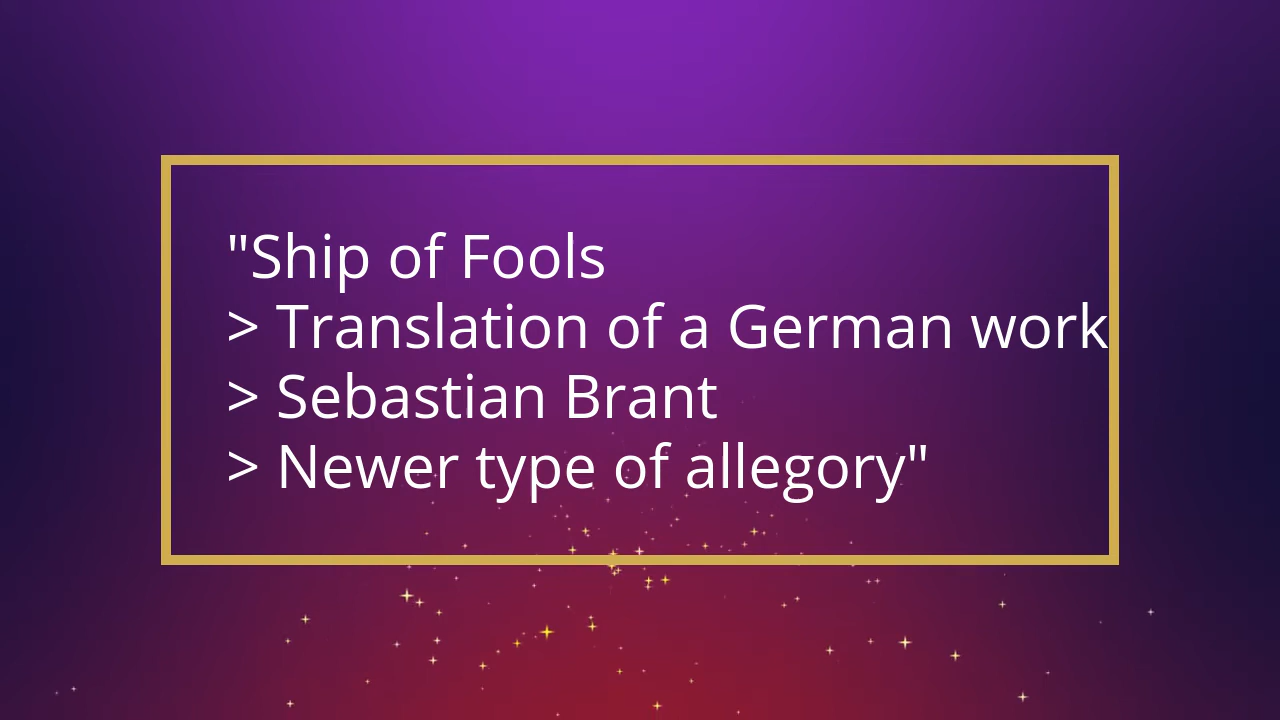 "Ship of Fools
> Translation of a German work
> Sebastian Brant
> Newer type of allegory"